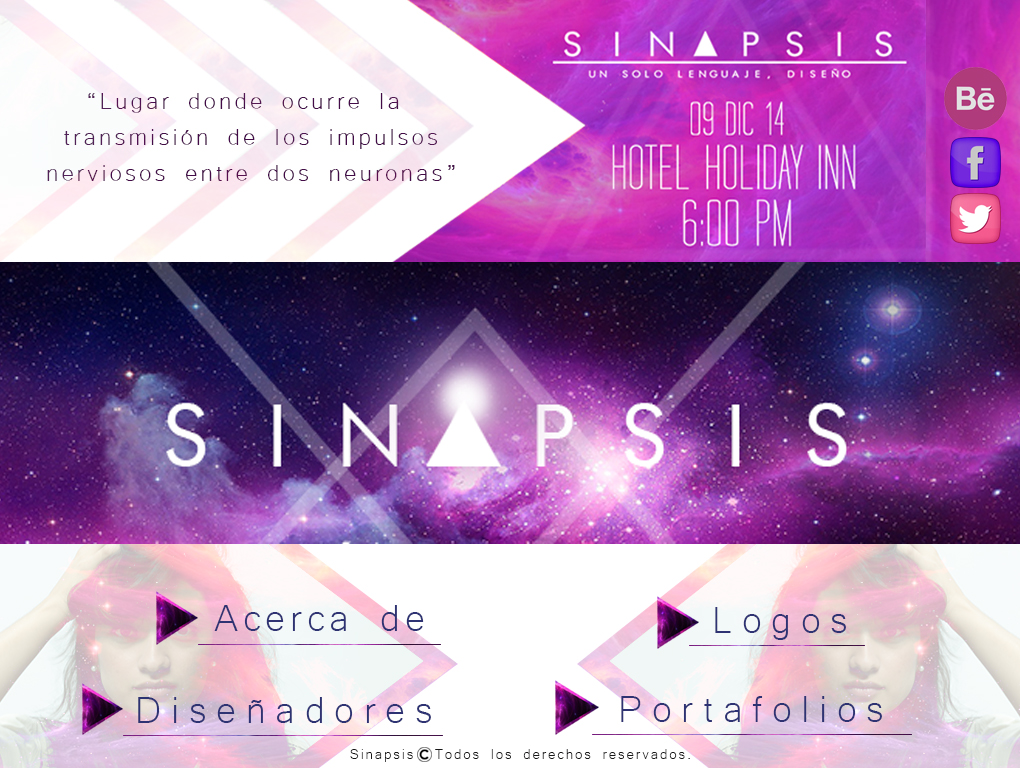 “Lugar donde ocurre la
transmisión de los impulsos
nerviosos entre dos neuronas”
SINAPSIS
UN SOLO LENGUAJE, DISEÑO
09 DIC 14
HOTEL HOLIDAY INN
6:00 PM
Bē
f
SINAPSIS
Acerca de
Logos
Diseñadores
Portafolios
Sinapsis©Todos los derechos reservados.